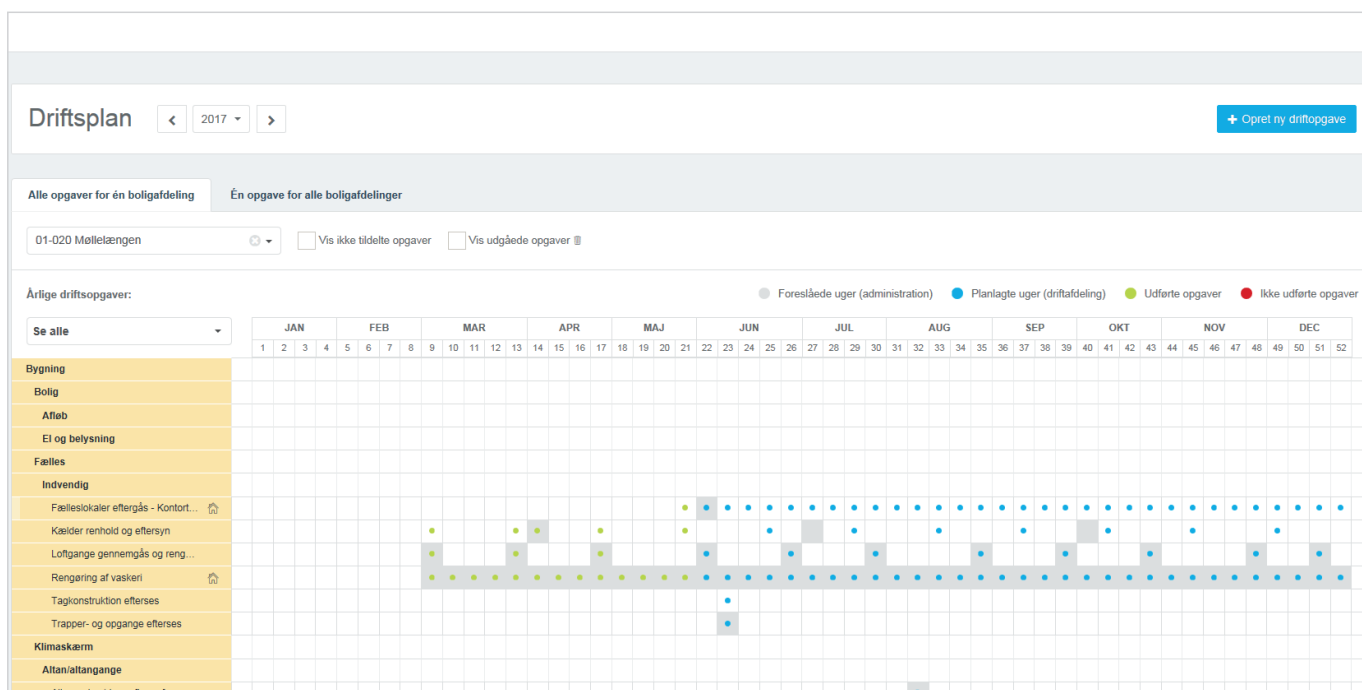 Driftsplan 2017 + Opret ny driftopgave
Alle opgaver for én boligafdeling Én opgave for alle boligafdelinger
01-020 Møllelængen Vis ikke tildelte opgaver Vis udgåede opgaver
Årlige driftsopgaver: Foreslåede uger (administration) Planlagte uger (driftafdeling) Udførte opgaver Ikke udførte opgaver
Se alle JAN FEB MAR APR MAJ JUN JUL AUG SEP OKT NOV DEC
1 2 3 4 5 6 7 8 9 10 11 12 13 14 15 16 17 18 19 20 21 22 23 24 25 26 27 28 29 30 31 32 33 34 35 36 37 38 39 40 41 42 43 44 45 46 47 48 49 50 51 52
Bygning
Bolig
Afløb
El og belysning
Fælles
Indvendig
Fælleslokaler eftergås - Kontort...
Kælder renhold og eftersyn
Loftgange gennemgås og reng...
Rengøring af vaskeri
Tagkonstruktion efterses
Trapper- og opgange efterses
Klimaskærm
Altan/altangange